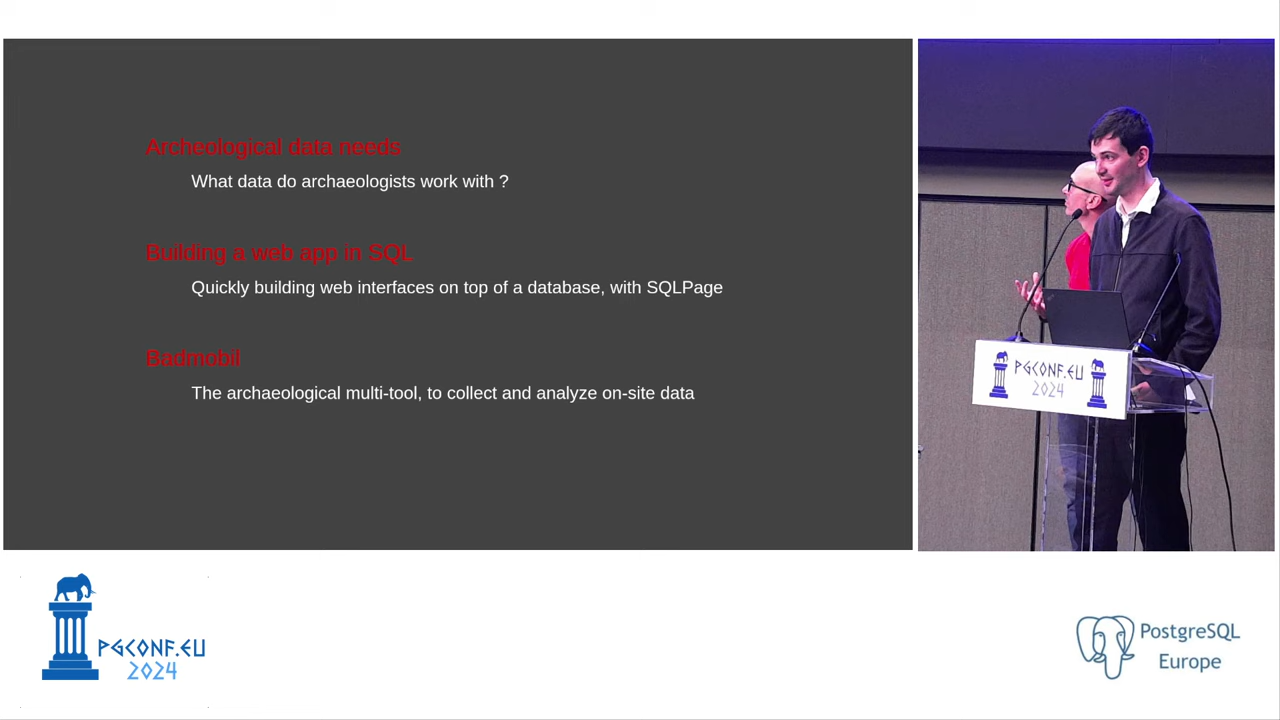 Archeological data needs
What data do archaeologists work with ?
Building a web app in SQL
Quickly building web interfaces on top of a database, with SQLPage
Badmobil
The archaeological multi-tool, to collect and analyze on-site data
PGCONF.EU
2024
PGCONF.EU
2024
PostgreSQL
Europe